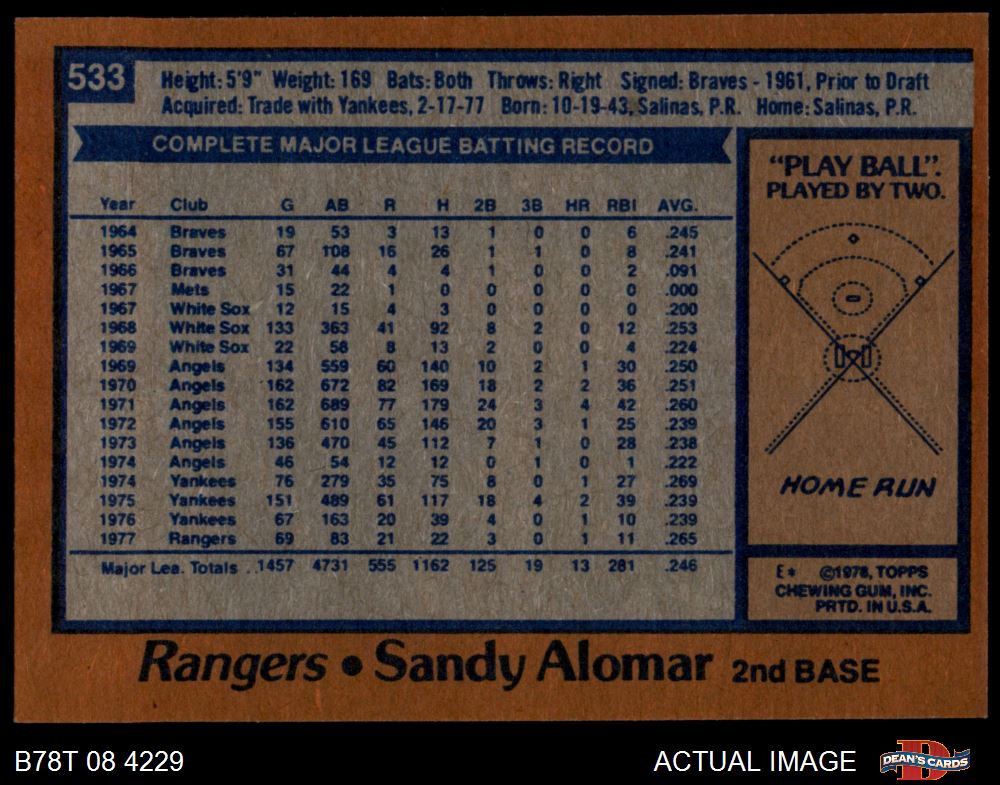 533
Height: 5'9" Weight: 169 Bats: Both Throws: Right Signed: Braves - 1961, Prior to Draft
Acquired: Trade with Yankees, 2-17-77 Born: 10-19-43, Salinas, P.R. Home: Salinas, P.R.
COMPLETE MAJOR LEAGUE BATTING RECORD
Year Club G AB R H 2B 3B HR RBI AVG.
1964 Braves 19 53 3 13 1 0 0 6 .245
1965 Braves 67 108 16 26 1 1 0 8 .241
1966 Braves 31 44 4 4 1 0 0 2 .091
1967 Mets 15 22 1 0 0 0 0 0 .000
1967 White Sox 12 15 4 3 0 0 0 0 .200
1968 White Sox 133 363 41 92 8 2 0 12 .253
1969 White Sox 22 58 8 13 2 0 0 4 .224
1969 Angels 134 559 60 140 10 2 1 30 .250
1970 Angels 162 672 82 169 18 2 2 36 .251
1971 Angels 162 689 77 179 24 3 4 42 .260
1972 Angels 155 610 65 146 20 3 1 25 .239
1973 Angels 136 470 45 112 7 1 0 28 .238
1974 Angels 46 54 12 12 0 1 0 1 .222
1974 Yankees 76 279 35 75 8 0 1 27 .269
1975 Yankees 151 489 61 117 18 4 2 39 .239
1976 Yankees 67 163 20 39 4 0 1 10 .239
1977 Rangers 69 83 21 22 3 0 1 11 .265
Major Lea. Totals ..1457 4731 555 1162 125 19 13 281 .246
"PLAY BALL".
PLAYED BY TWO.
HOME RUN
E* ©1978, TOPPS
CHEWING GUM, INC.
PRTD. IN U.S.A.
Rangers • Sandy Alomar 2nd BASE
B78T 08 4229
ACTUAL IMAGE
D DEAN'S CARDS